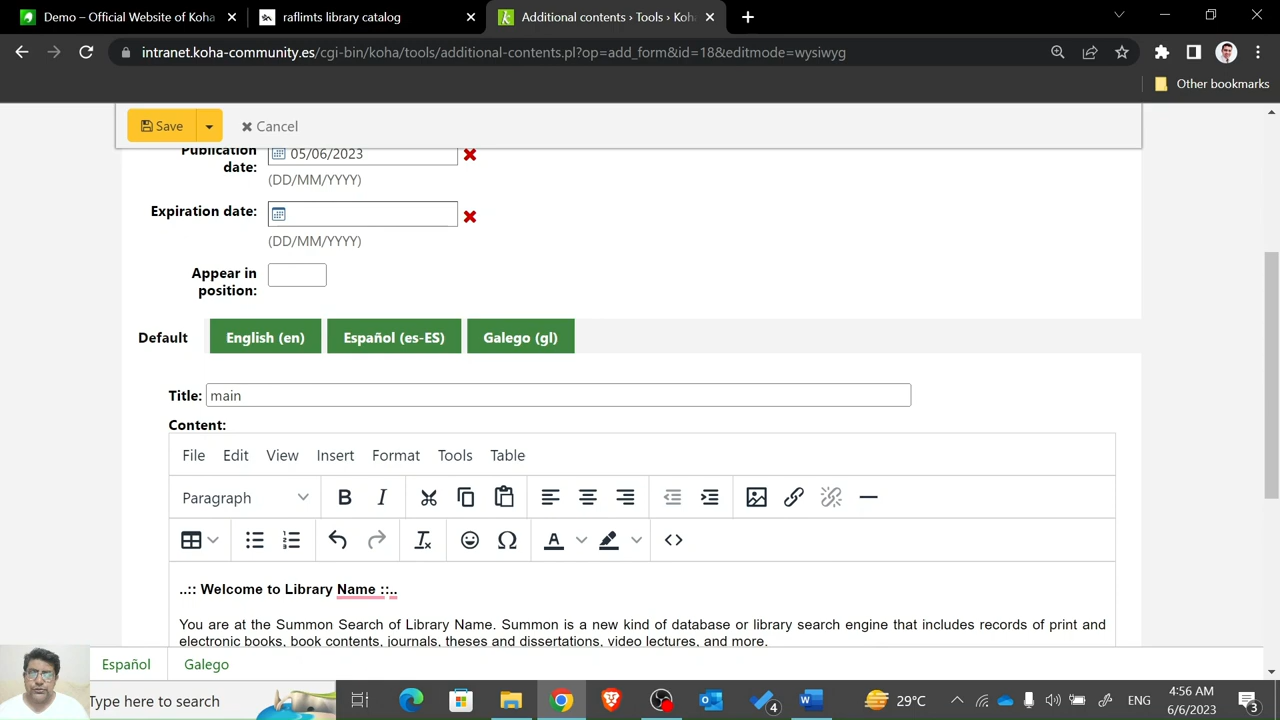 Demo – Official Website of Koha
raflimts library catalog
Additional contents › Tools › Koha
intranet.koha-community.es/cgi-bin/koha/tools/additional-contents.pl?op=add_form&id=18&editmode=wysiwyg
Other bookmarks
Save
Cancel
Publication
date:
05/06/2023
(DD/MM/YYYY)
Expiration date:
(DD/MM/YYYY)
Appear in
position:
Default
English (en)
Español (es-ES)
Galego (gl)
Title: main
Content:
File Edit View Insert Format Tools Table
Paragraph
..:: Welcome to Library Name ::..
You are at the Summon Search of Library Name. Summon is a new kind of database or library search engine that includes records of print and
electronic books, book contents, journals, theses and dissertations, video lectures, and more.
Español
Galego
Type here to search
4
29°C
ENG
4:56 AM
6/6/2023
3